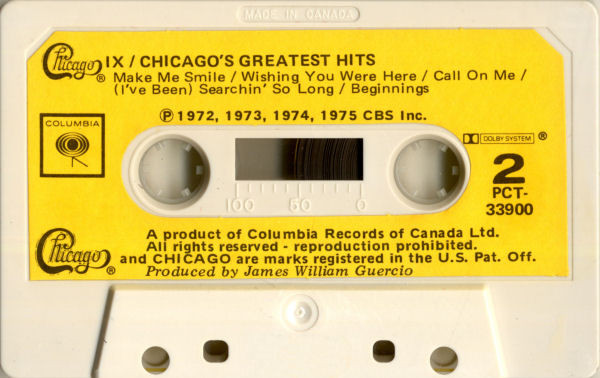 MADE IN CANADA
Chicago ® IX / CHICAGO'S GREATEST HITS
Make Me Smile / Wishing You Were Here / Call On Me /
(I've Been) Searchin' So Long / Beginnings
Ⓟ 1972, 1973, 1974, 1975 CBS Inc.
COLUMBIA
DOLBY SYSTEM ®
2
PCT-
33900
100 50 0
A product of Columbia Records of Canada Ltd.
All rights reserved - reproduction prohibited.
Chicago ® and CHICAGO are marks registered in the U.S. Pat. Off.
Produced by James William Guercio